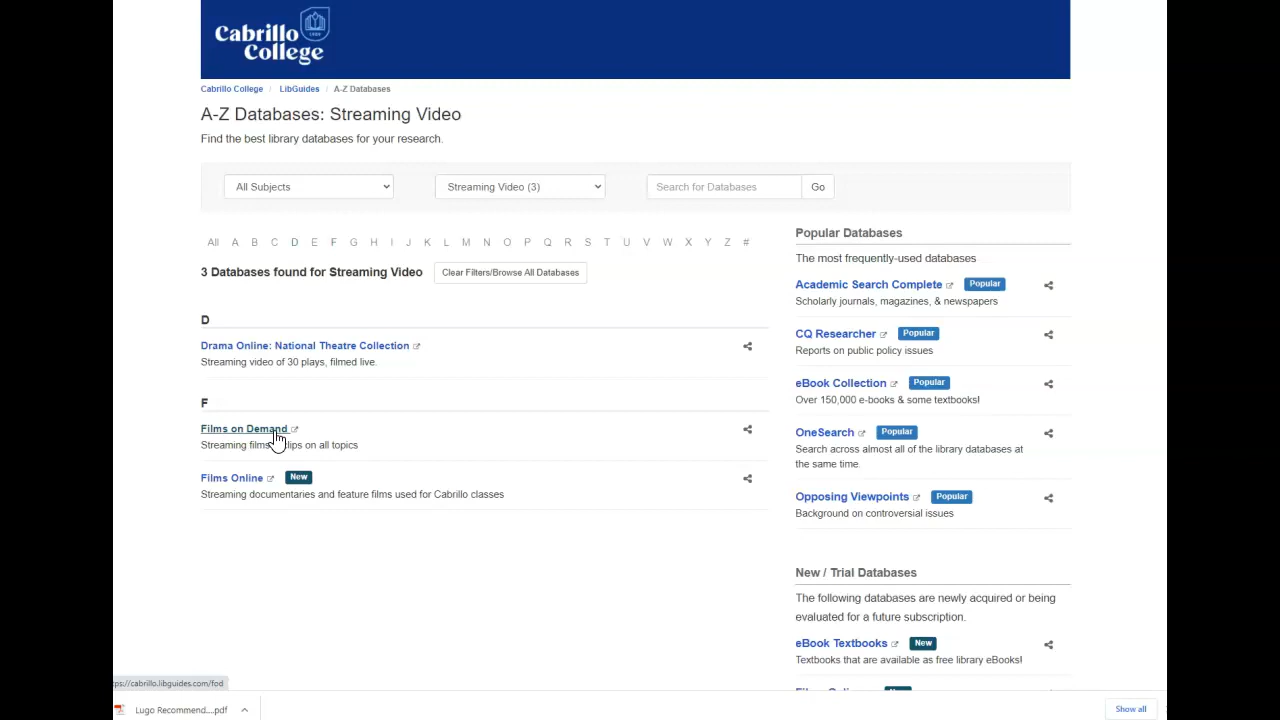 Cabrillo
College
Cabrillo College / LibGuides / A-Z Databases
A-Z Databases: Streaming Video
Find the best library databases for your research.
All Subjects
Streaming Video (3)
Search for Databases
Go
All A B C D E F G H I J K L M N O P Q R S T U V W X Y Z #
3 Databases found for Streaming Video
Clear Filters/Browse All Databases
D
Drama Online: National Theatre Collection
Streaming video of 30 plays, filmed live.
F
Films on Demand
Streaming films lips on all topics
Films Online New
Streaming documentaries and feature films used for Cabrillo classes
Popular Databases
The most frequently-used databases
Academic Search Complete Popular
Scholarly journals, magazines, & newspapers
CQ Researcher Popular
Reports on public policy issues
eBook Collection Popular
Over 150,000 e-books & some textbooks!
OneSearch Popular
Search across almost all of the library databases at
the same time.
Opposing Viewpoints Popular
Background on controversial issues
New / Trial Databases
The following databases are newly acquired or being
evaluated for a future subscription.
eBook Textbooks New
Textbooks that are available as free library eBooks!
tps://cabrillo.libguides.com/fod
Lugo Recommend....pdf
Show all